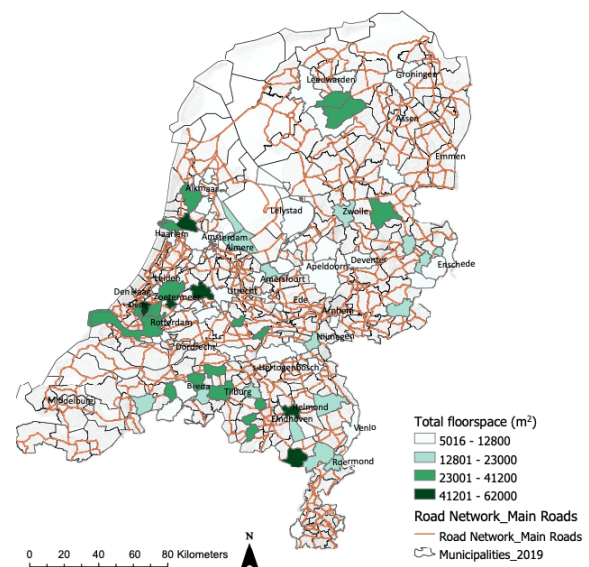 Leeuwarden
Groningen
Assen
Emmen
Alkmaar
Lelystad
Zwolle
Haarlem
Amsterdam
Almere
Enschede
Deventer
Apeldoorn
Amersfoort
Leiden
Den Haag
Zoetermeer
Utrecht
Ede
Arnhem
Rotterdam
Nijmegen
Dordrecht
's-Hertogenbosch
Breda
Tilburg
Middelburg
Helmond
Eindhoven
Venlo
Roermond
Total floorspace (m²)
5016 - 12800
12801 - 23000
23001 - 41200
41201 - 62000
Road Network_Main Roads
Road Network_Main Roads
Municipalities_2019
N
0 20 40 80 Kilometers